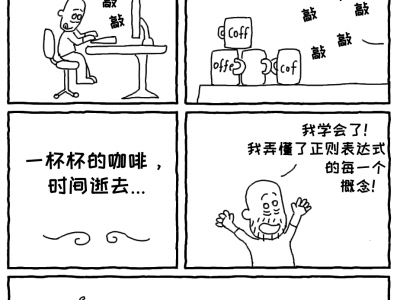 敲
敲
敲
敲
敲
敲
敲
Coff
Offe
Cof
一杯杯的咖啡，
时间逝去...
我学会了！
我弄懂了正则表达式
的每一个
概念！